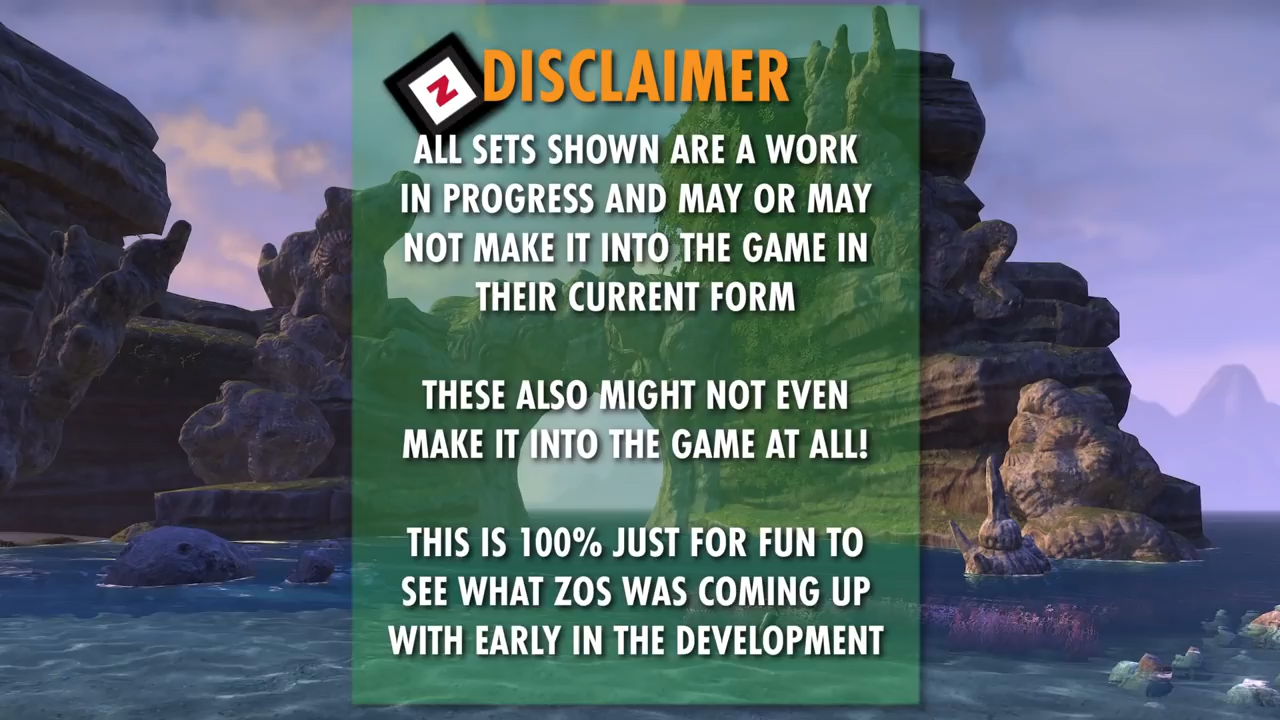 Z DISCLAIMER
ALL SETS SHOWN ARE A WORK
IN PROGRESS AND MAY OR MAY
NOT MAKE IT INTO THE GAME IN
THEIR CURRENT FORM
THESE ALSO MIGHT NOT EVEN
MAKE IT INTO THE GAME AT ALL!
THIS IS 100% JUST FOR FUN TO
SEE WHAT ZOS WAS COMING UP
WITH EARLY IN THE DEVELOPMENT